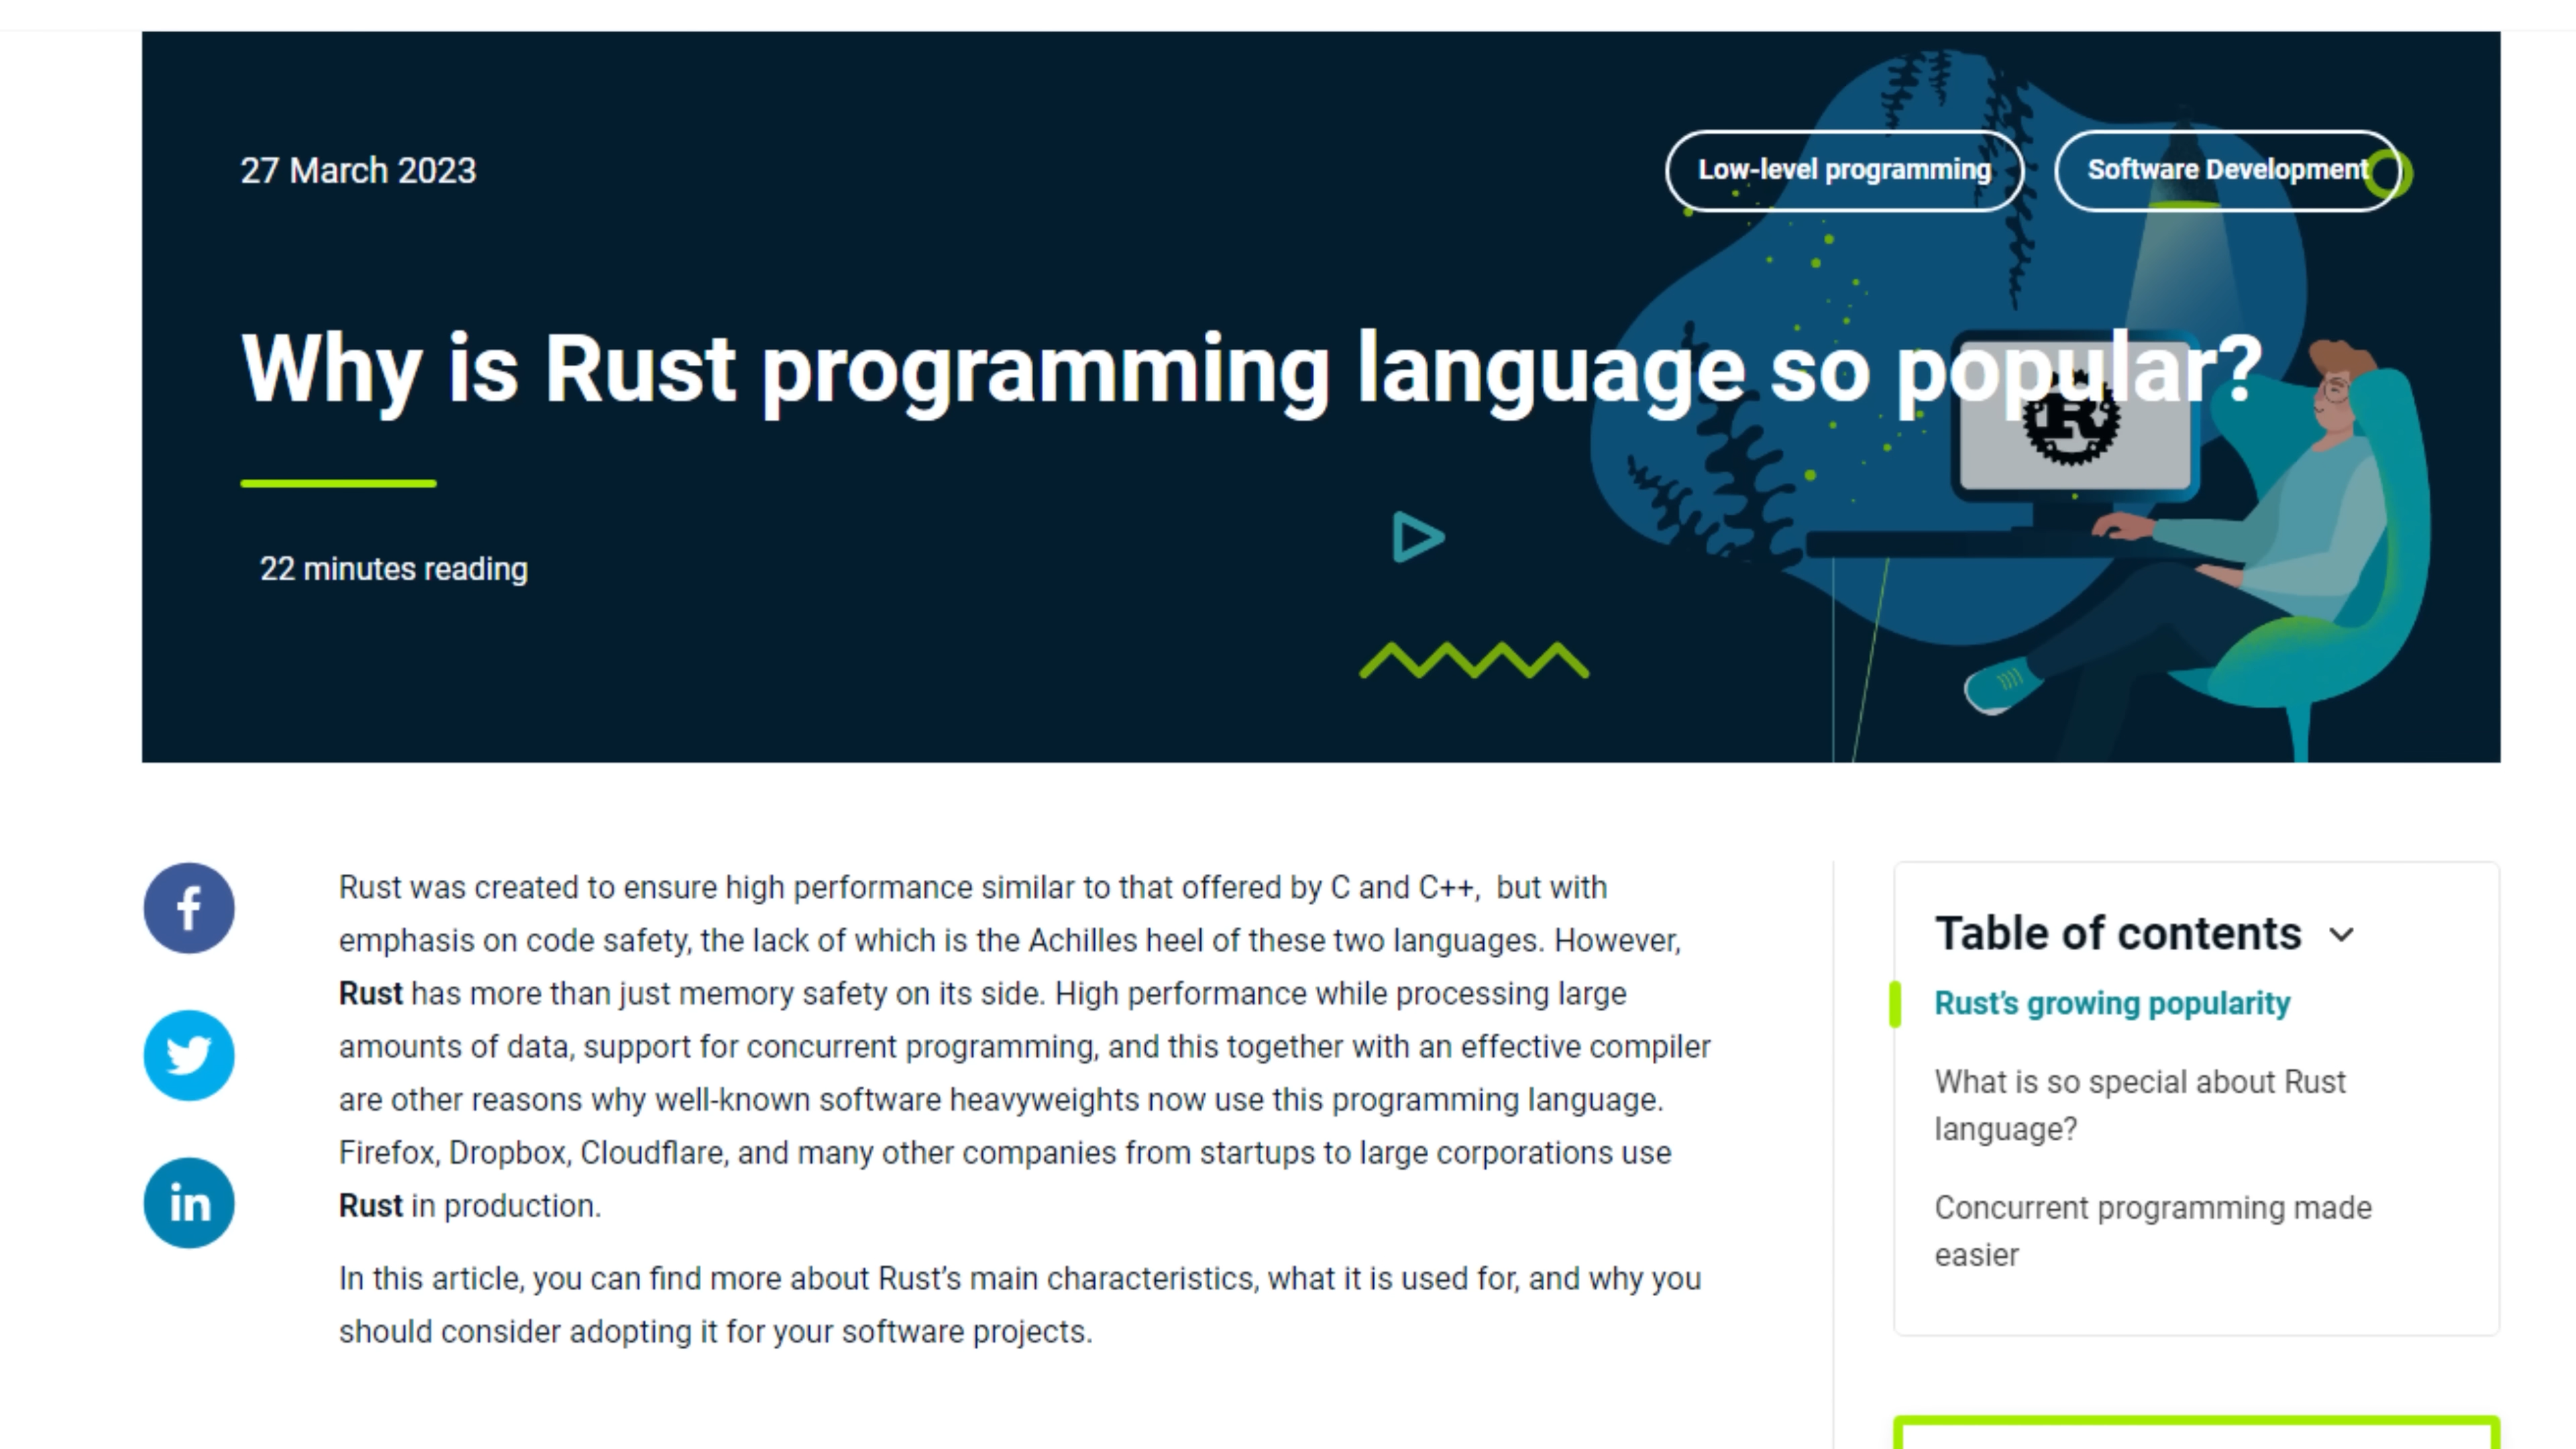 27 March 2023
Low-level programming
Software Development
Why is Rust programming language so popular?
R
22 minutes reading
f
in
Rust was created to ensure high performance similar to that offered by C and C++,  but with
emphasis on code safety, the lack of which is the Achilles heel of these two languages. However,
Rust has more than just memory safety on its side. High performance while processing large
amounts of data, support for concurrent programming, and this together with an effective compiler
are other reasons why well-known software heavyweights now use this programming language.
Firefox, Dropbox, Cloudflare, and many other companies from startups to large corporations use
Rust in production.
In this article, you can find more about Rust’s main characteristics, what it is used for, and why you
should consider adopting it for your software projects.
Table of contents
Rust’s growing popularity
What is so special about Rust
language?
Concurrent programming made
easier